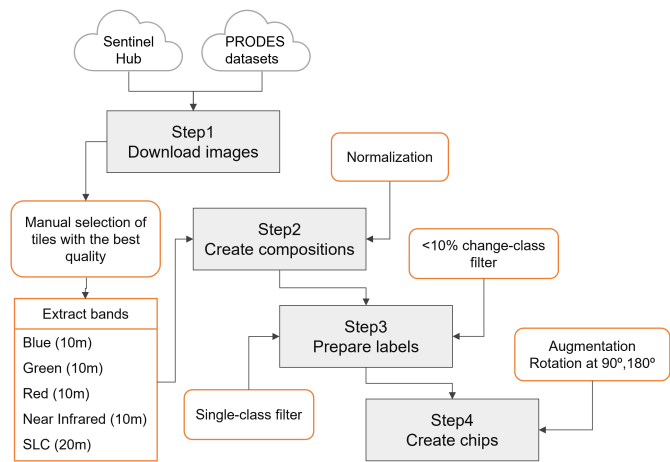 Sentinel
Hub
PRODES
datasets
Step1
Download images
Normalization
Manual selection of
tiles with the best
quality
Step2
Create compositions
<10% change-class
filter
Extract bands
Blue (10m)
Green (10m)
Red (10m)
Near Infrared (10m)
SLC (20m)
Step3
Prepare labels
Augmentation
Rotation at 90º,180º
Single-class filter
Step4
Create chips